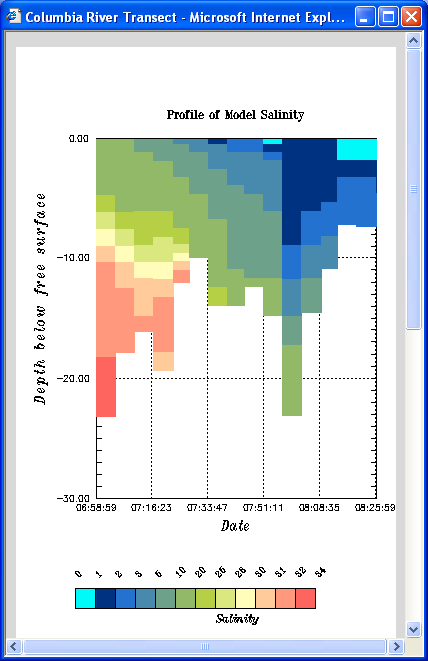 Columbia River Transect - Microsoft Internet Expl...
Profile of Model Salinity
0.00
-10.00
-20.00
-30.00
Depth below free surface
06:58:59 07:16:23 07:33:47 07:51:11 08:08:35 08:25:59
Date
0 1 2 3 6 10 20 26 28 30 31 32 34
Salinity